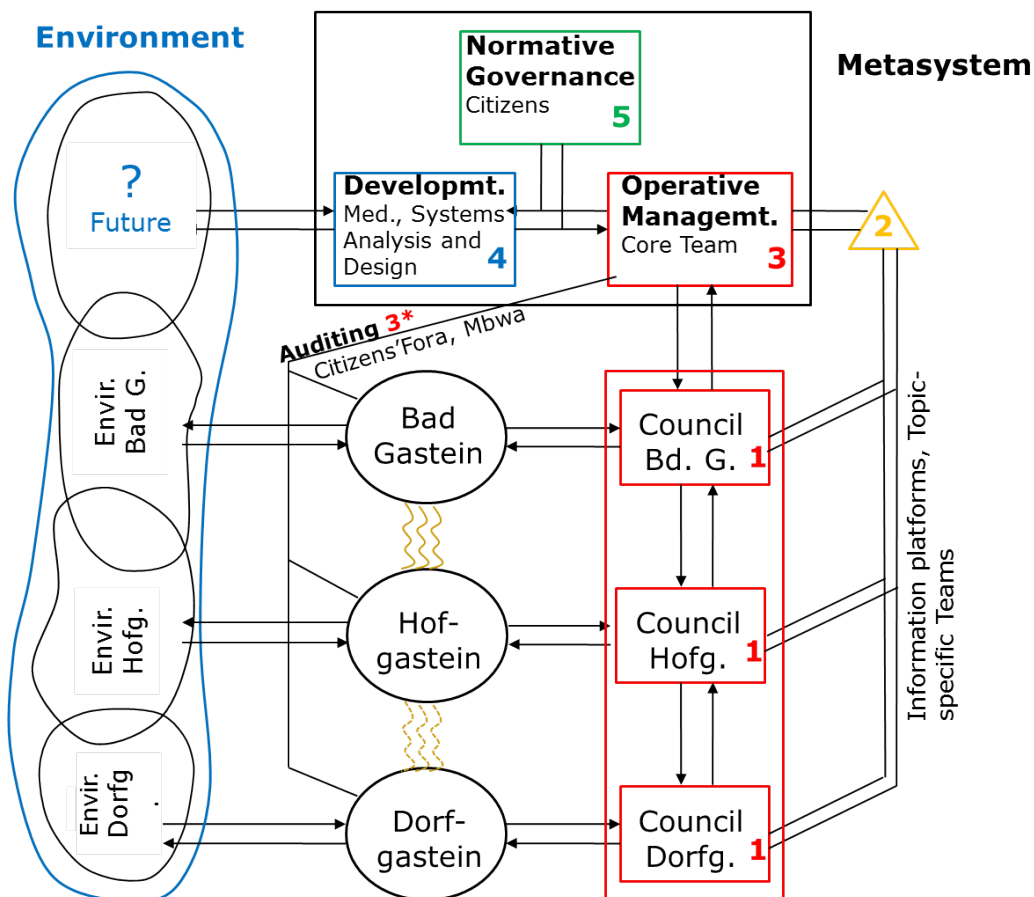 Environment
Metasystem
Normative
Governance
Citizens
5
?
Future
Developmt.
Med., Systems
Analysis and
Design
4
Operative
Managemt.
Core Team
3
2
Auditing 3*
Citizens'Fora, Mbwa
Envir.
Bad G.
Bad
Gastein
Council
Bd. G.
1
Envir.
Hofg.
Hof-
gastein
Council
Hofg.
1
Envir.
Dorfg
.
Dorf-
gastein
Council
Dorfg.
1
Information platforms, Topic-
specific Teams